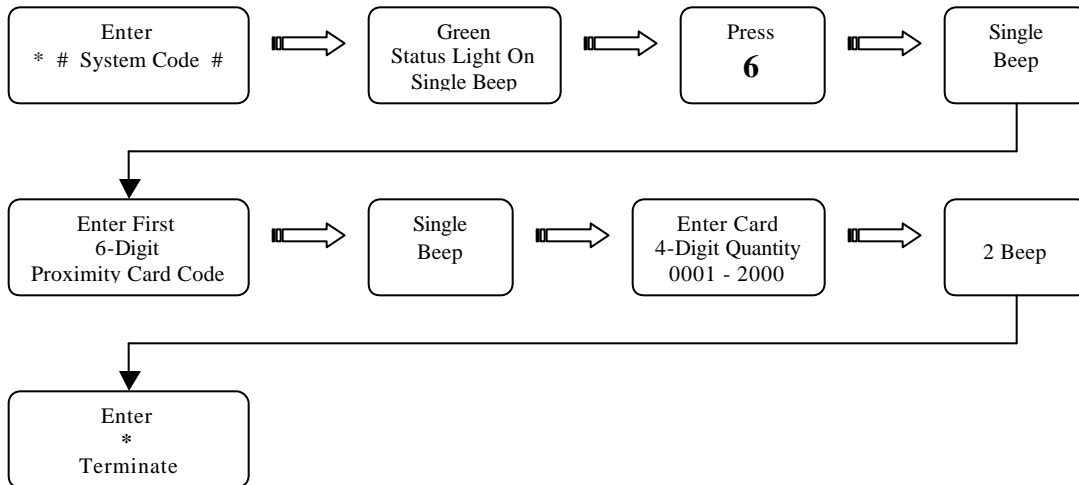 Enter
* # System Code #
Green
Status Light On
Single Beep
Press
6
Single
Beep
Enter First
6-Digit
Proximity Card Code
Single
Beep
Enter Card
4-Digit Quantity
0001 - 2000
2 Beep
Enter
*
Terminate